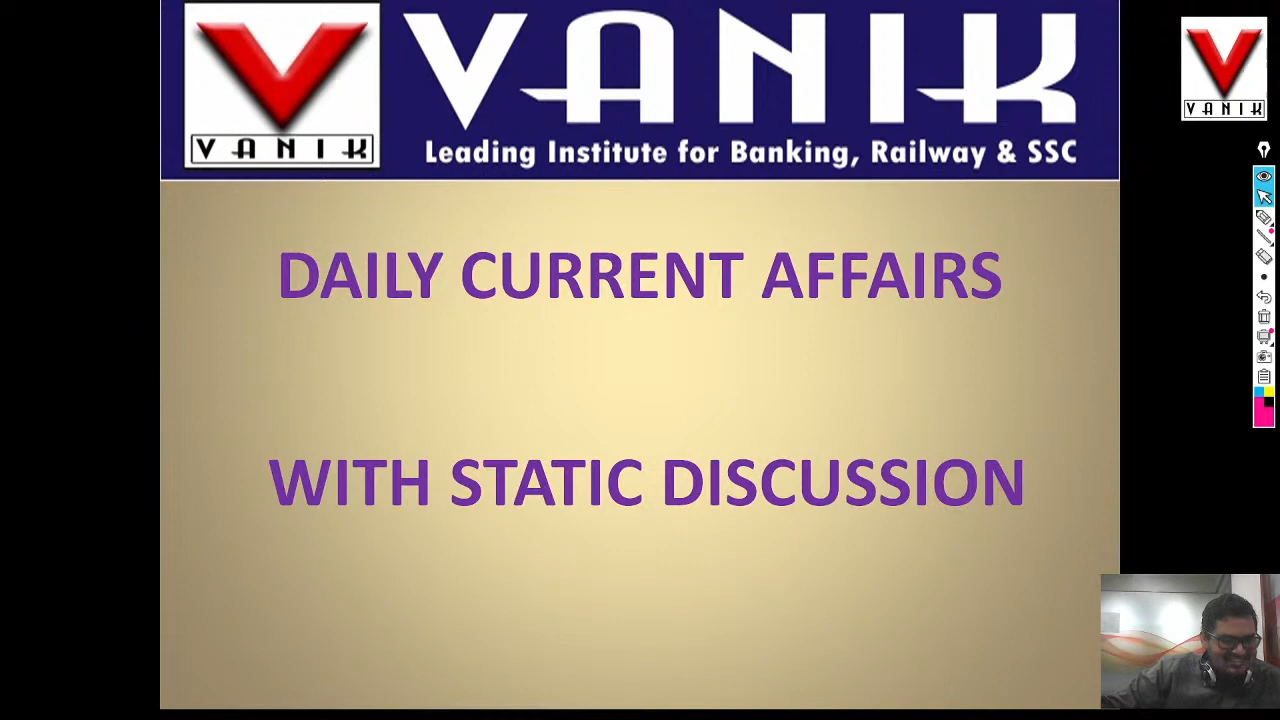 VANIK
VANIK
Leading Institute for Banking, Railway & SSC
VANIK
DAILY CURRENT AFFAIRS
WITH STATIC DISCUSSION